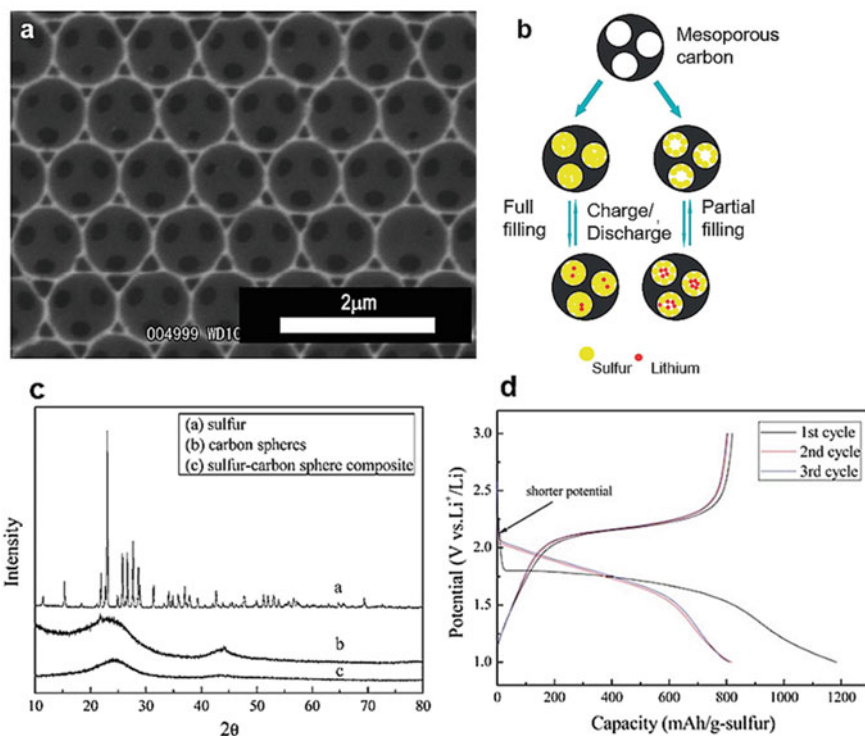 a
2μm
004999 WD10
b
Mesoporous
carbon
Full
filling
Charge/
Discharge
Partial
filling
Sulfur
Lithium
c
(a) sulfur
(b) carbon spheres
(c) sulfur-carbon sphere composite
Intensity
a
b
c
10 20 30 40 50 60 70 80
2θ
d
1st cycle
2nd cycle
3rd cycle
shorter potential
Potential (V vs.Li+/Li)
3.0
2.5
2.0
1.5
1.0
0 200 400 600 800 1000 1200
Capacity (mAh/g-sulfur)